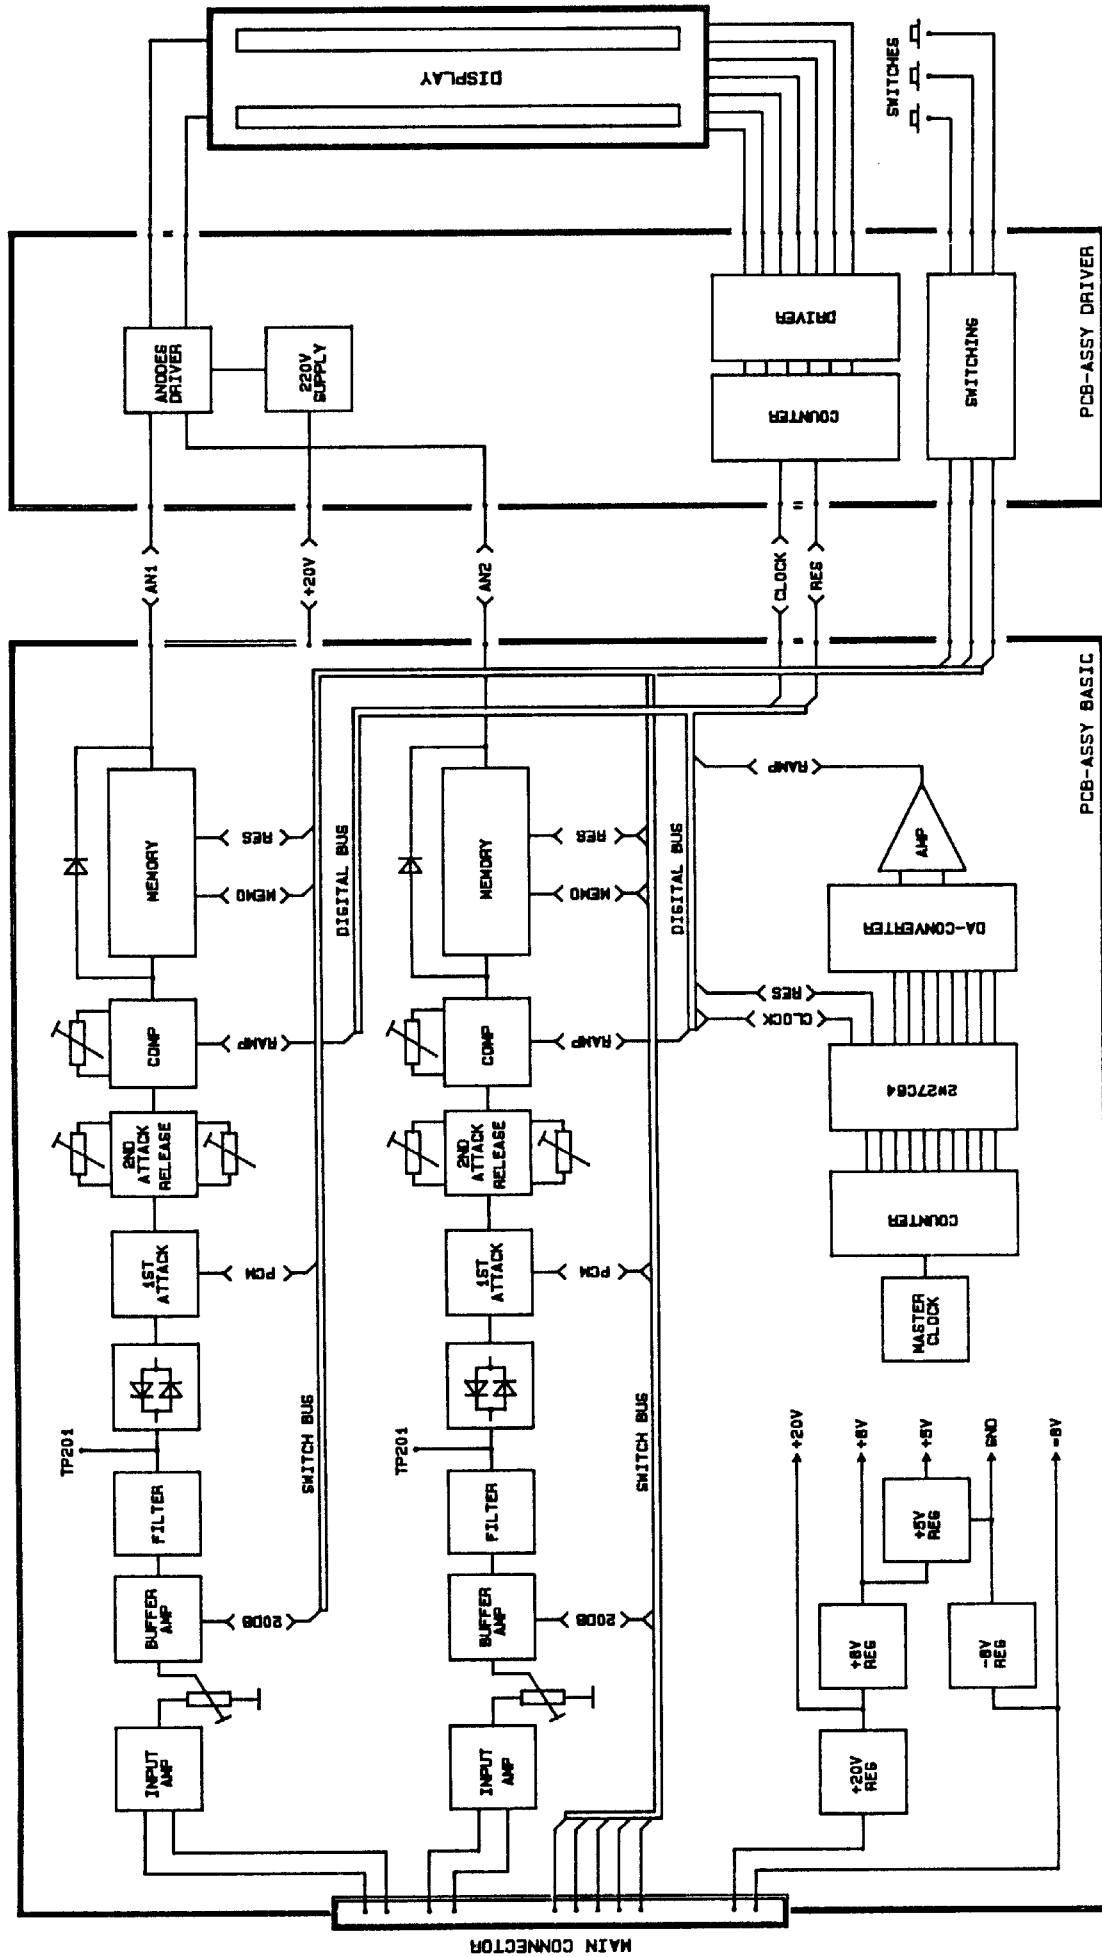 MAIN CONNECTOR
INPUT
AMP
BUFFER
AMP
20DB
FILTER
TP201
1ST
ATTACK
PCM
2ND
ATTACK
RELEASE
COMP
RAMP
MEMORY
MEMO
RES
SWITCH BUS
DIGITAL BUS
AN1
+20V
ANODES
DRIVER
220V
SUPPLY
DISPLAY
INPUT
AMP
BUFFER
AMP
20DB
FILTER
TP201
1ST
ATTACK
PCM
2ND
ATTACK
RELEASE
COMP
RAMP
MEMORY
MEMO
RES
SWITCH BUS
DIGITAL BUS
AN2
CLOCK
RES
COUNTER
DRIVER
SWITCHING
SWITCHES
+20V
REG
+8V
REG
-8V
REG
+5V
REG
+20V
+8V
+5V
GND
MASTER
CLOCK
COUNTER
2*27C64
CLOCK
RES
DA-CONVERTER
AMP
RAMP
PCB-ASSY BASIC
PCB-ASSY DRIVER